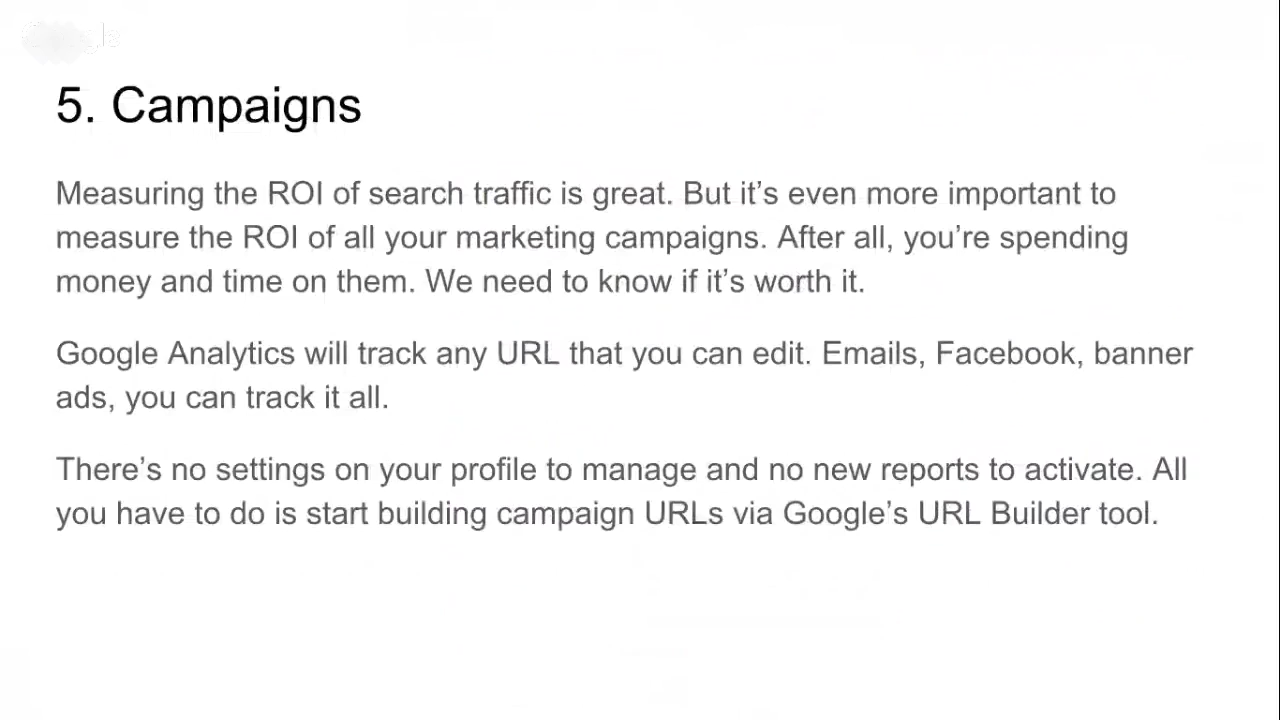 5. Campaigns
Measuring the ROI of search traffic is great. But it’s even more important to
measure the ROI of all your marketing campaigns. After all, you’re spending
money and time on them. We need to know if it’s worth it.
Google Analytics will track any URL that you can edit. Emails, Facebook, banner
ads, you can track it all.
There’s no settings on your profile to manage and no new reports to activate. All
you have to do is start building campaign URLs via Google’s URL Builder tool.